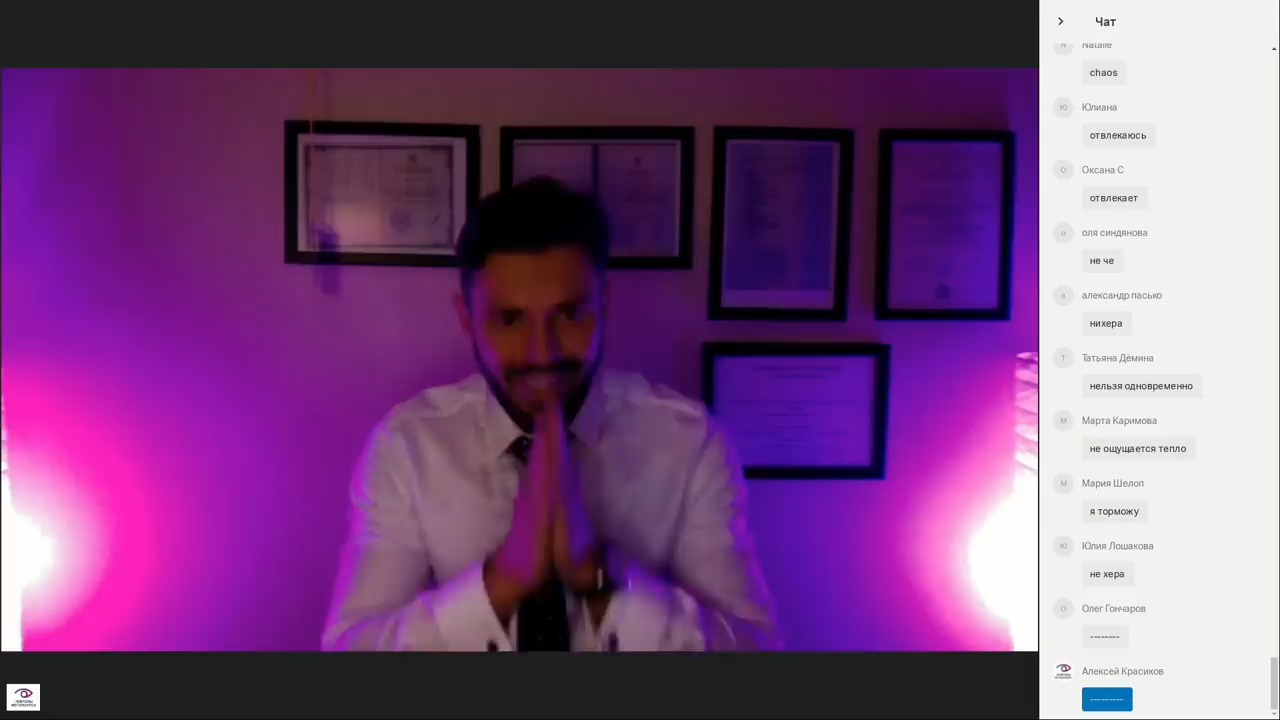 Чат
Natalie
chaos
Юлиана
отвлекаюсь
Оксана С
отвлекает
оля синдянова
не че
александр пасько
нихера
Татьяна Дёмина
нельзя одновременно
Марта Каримова
не ощущается тепло
Мария Шелоп
я торможу
Юлия Лошакова
не хера
Олег Гончаров
--------
Алексей Красиков
---------